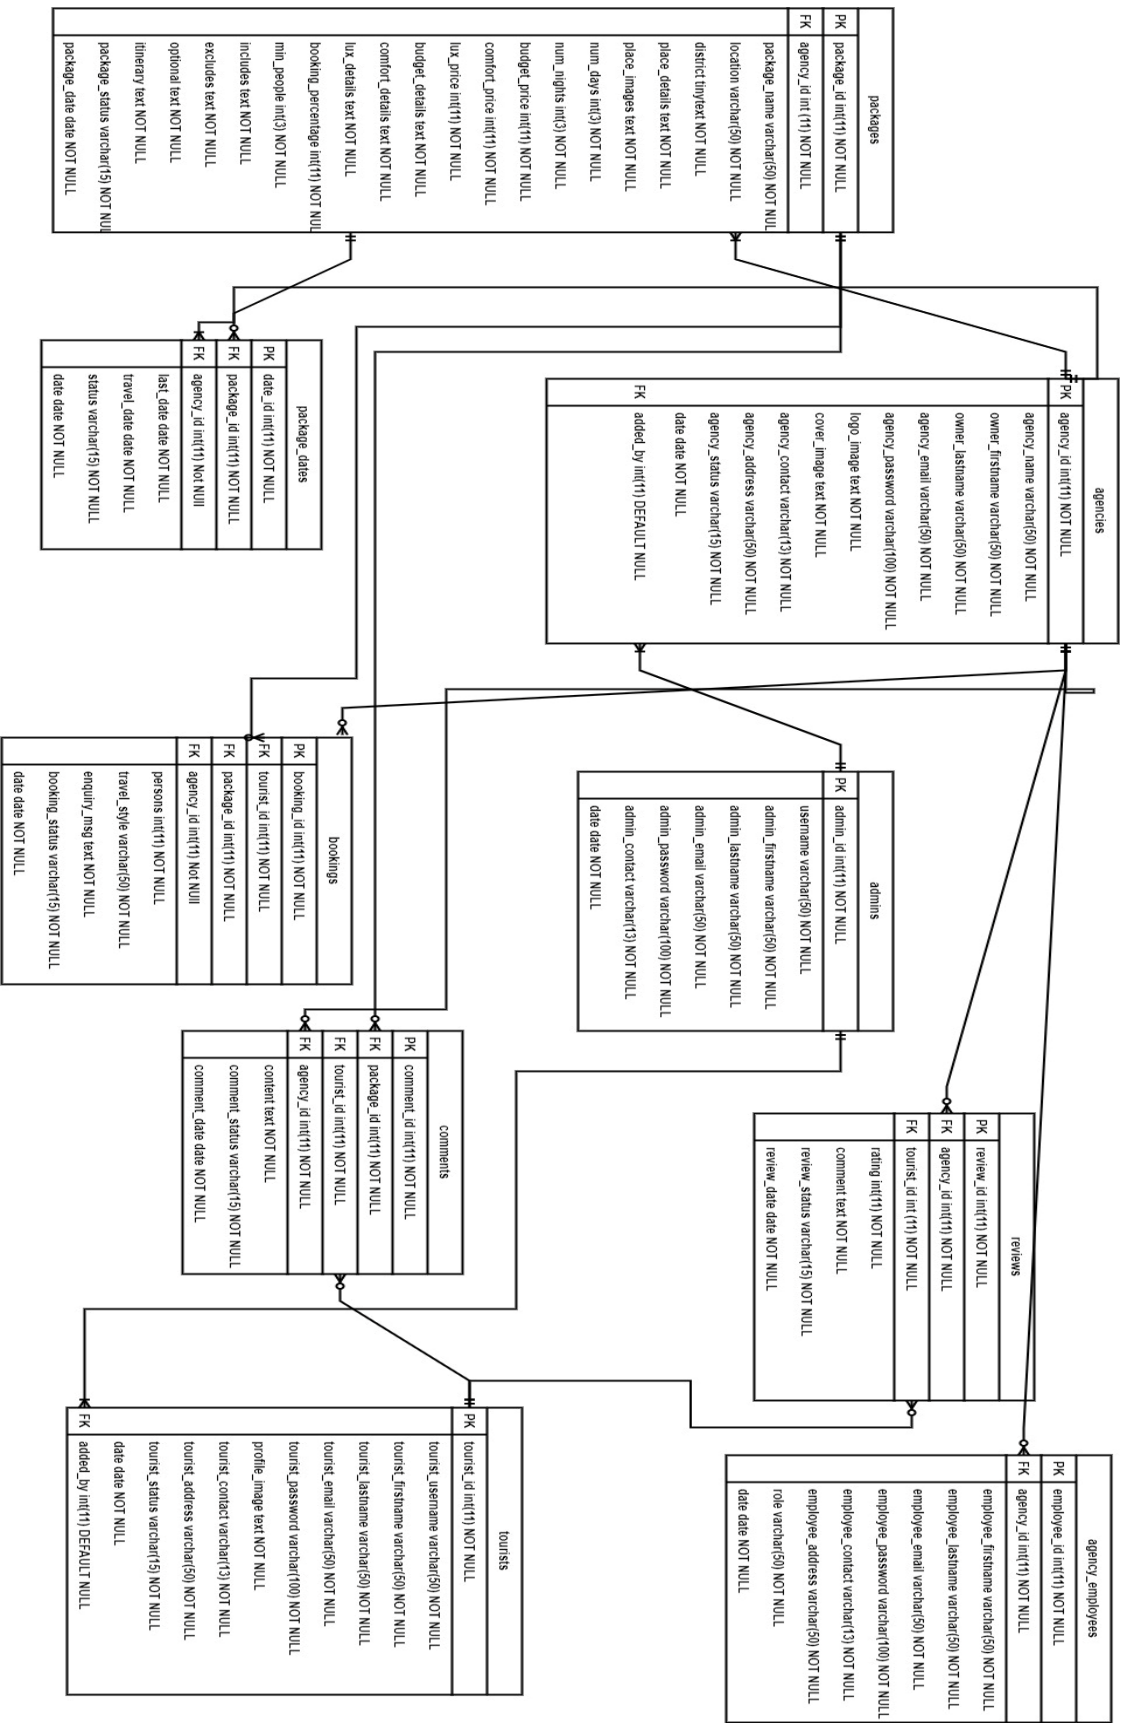 packages
PK package_id int(11) NOT NULL
FK agency_id int (11) NOT NULL
package_name varchar(50) NOT NUL
location varchar(50) NOT NULL
district tinytext NOT NULL
place_details text NOT NULL
place_images text NOT NULL
num_days int(3) NOT NULL
num_nights int(3) NOT NULL
budget_price int(11) NOT NULL
comfort_price int(11) NOT NULL
lux_price int(11) NOT NULL
budget_details text NOT NULL
comfort_details text NOT NULL
lux_details text NOT NULL
booking_percentage int(11) NOT NUL
min_people int(3) NOT NULL
includes text NOT NULL
excludes text NOT NULL
optional text NOT NULL
itinerary text NOT NULL
package_status varchar(15) NOT NUL
package_date date NOT NULL
agencies
PK agency_id int(11) NOT NULL
agency_name varchar(50) NOT NULL
owner_firstname varchar(50) NOT NULL
owner_lastname varchar(50) NOT NULL
agency_email varchar(50) NOT NULL
agency_password varchar(100) NOT NULL
logo_image text NOT NULL
cover_image text NOT NULL
agency_contact varchar(13) NOT NULL
agency_address varchar(50) NOT NULL
agency_status varchar(15) NOT NULL
date date NOT NULL
FK added_by int(11) DEFAULT NULL
package_dates
PK date_id int(11) NOT NULL
FK package_id int(11) NOT NULL
FK agency_id int(11) Not NUll
last_date date NOT NULL
travel_date date NOT NULL
status varchar(15) NOT NULL
date date NOT NULL
admins
PK admin_id int(11) NOT NULL
username varchar(50) NOT NULL
admin_firstname varchar(50) NOT NULL
admin_lastname varchar(50) NOT NULL
admin_email varchar(50) NOT NULL
admin_password varchar(100) NOT NULL
admin_contact varchar(13) NOT NULL
date date NOT NULL
bookings
PK booking_id int(11) NOT NULL
FK tourist_id int(11) NOT NULL
FK package_id int(11) NOT NULL
FK agency_id int(11) Not NUll
persons int(11) NOT NULL
travel_style varchar(50) NOT NULL
enquiry_msg text NOT NULL
booking_status varchar(15) NOT NULL
date date NOT NULL
reviews
PK review_id int(11) NOT NULL
FK agency_id int(11) NOT NULL
FK tourist_id int (11) NOT NULL
rating int(11) NOT NULL
comment text NOT NULL
review_status varchar(15) NOT NULL
review_date date NOT NULL
comments
PK comment_id int(11) NOT NULL
FK package_id int(11) NOT NULL
FK tourist_id int(11) NOT NULL
FK agency_id int(11) NOT NULL
content text NOT NULL
comment_status varchar(15) NOT NULL
comment_date date NOT NULL
agency_employees
PK employee_id int(11) NOT NULL
FK agency_id int(11) NOT NULL
employee_firstname varchar(50) NOT NULL
employee_lastname varchar(50) NOT NULL
employee_email varchar(50) NOT NULL
employee_password varchar(100) NOT NULL
employee_contact varchar(13) NOT NULL
employee_address varchar(50) NOT NULL
role varchar(50) NOT NULL
date date NOT NULL
tourists
PK tourist_id int(11) NOT NULL
tourist_username varchar(50) NOT NULL
tourist_firstname varchar(50) NOT NULL
tourist_lastname varchar(50) NOT NULL
tourist_email varchar(50) NOT NULL
tourist_password varchar(100) NOT NULL
profile_image text NOT NULL
tourist_contact varchar(13) NOT NULL
tourist_address varchar(50) NOT NULL
tourist_status varchar(15) NOT NULL
date date NOT NULL
FK added_by int(11) DEFAULT NULL